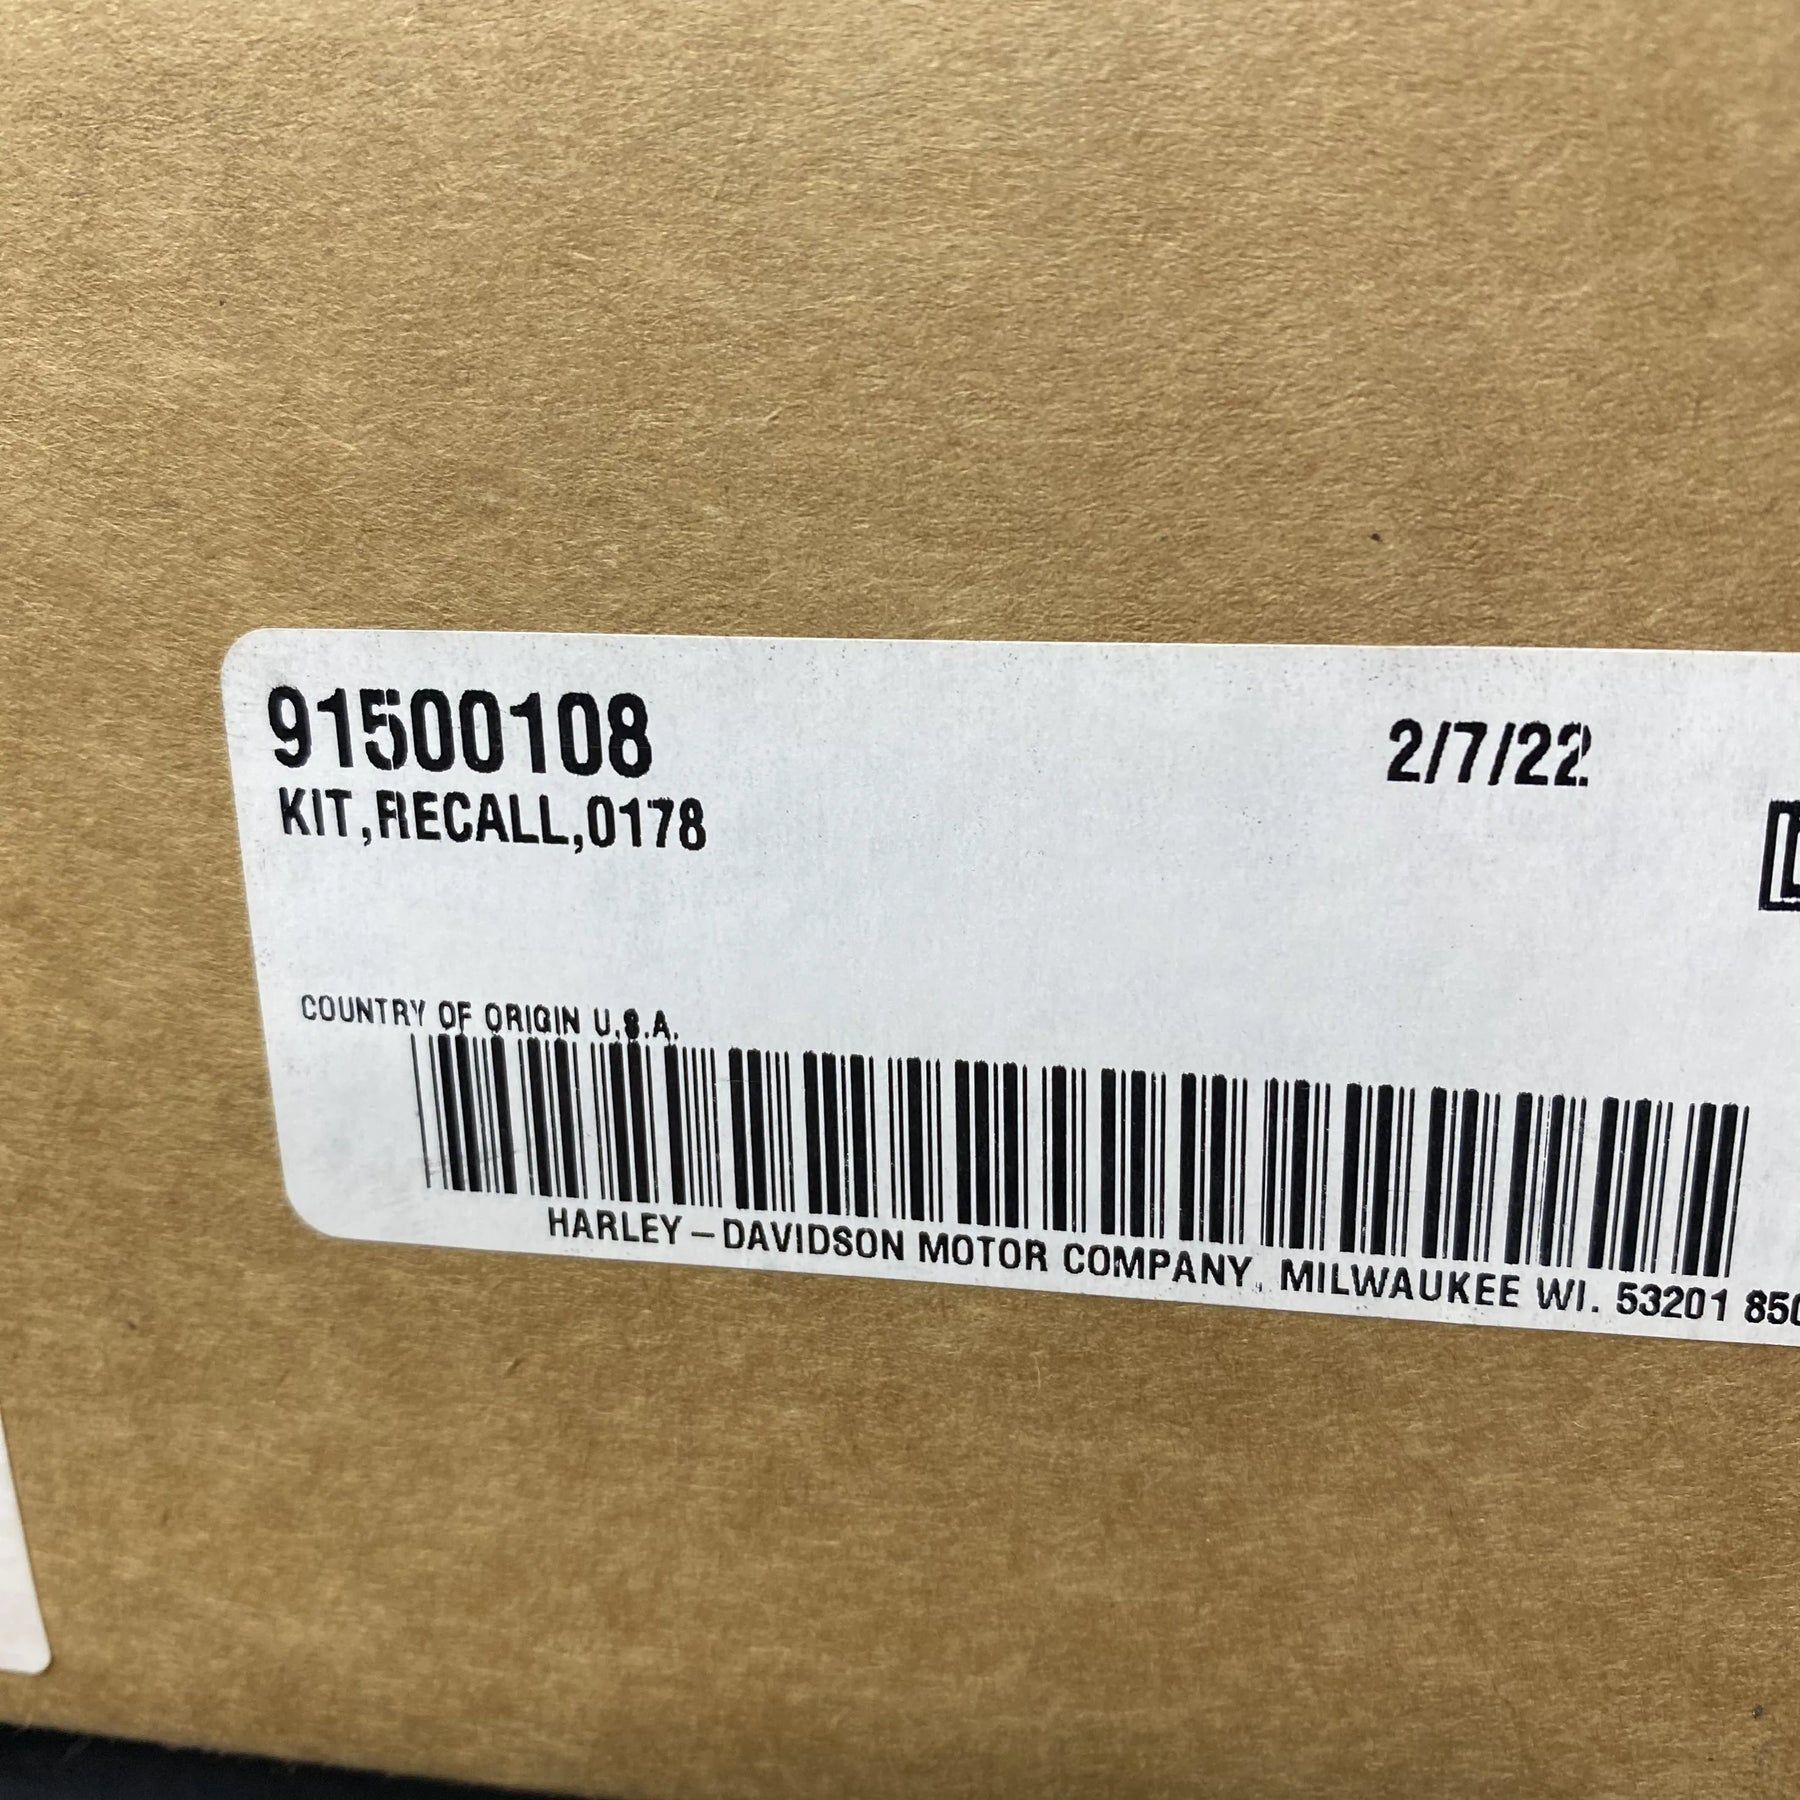 91500108
2/7/22
KIT,RECALL,0178
COUNTRY OF ORIGIN U.S.A.
HARLEY-DAVIDSON MOTOR COMPANY, MILWAUKEE WI. 53201